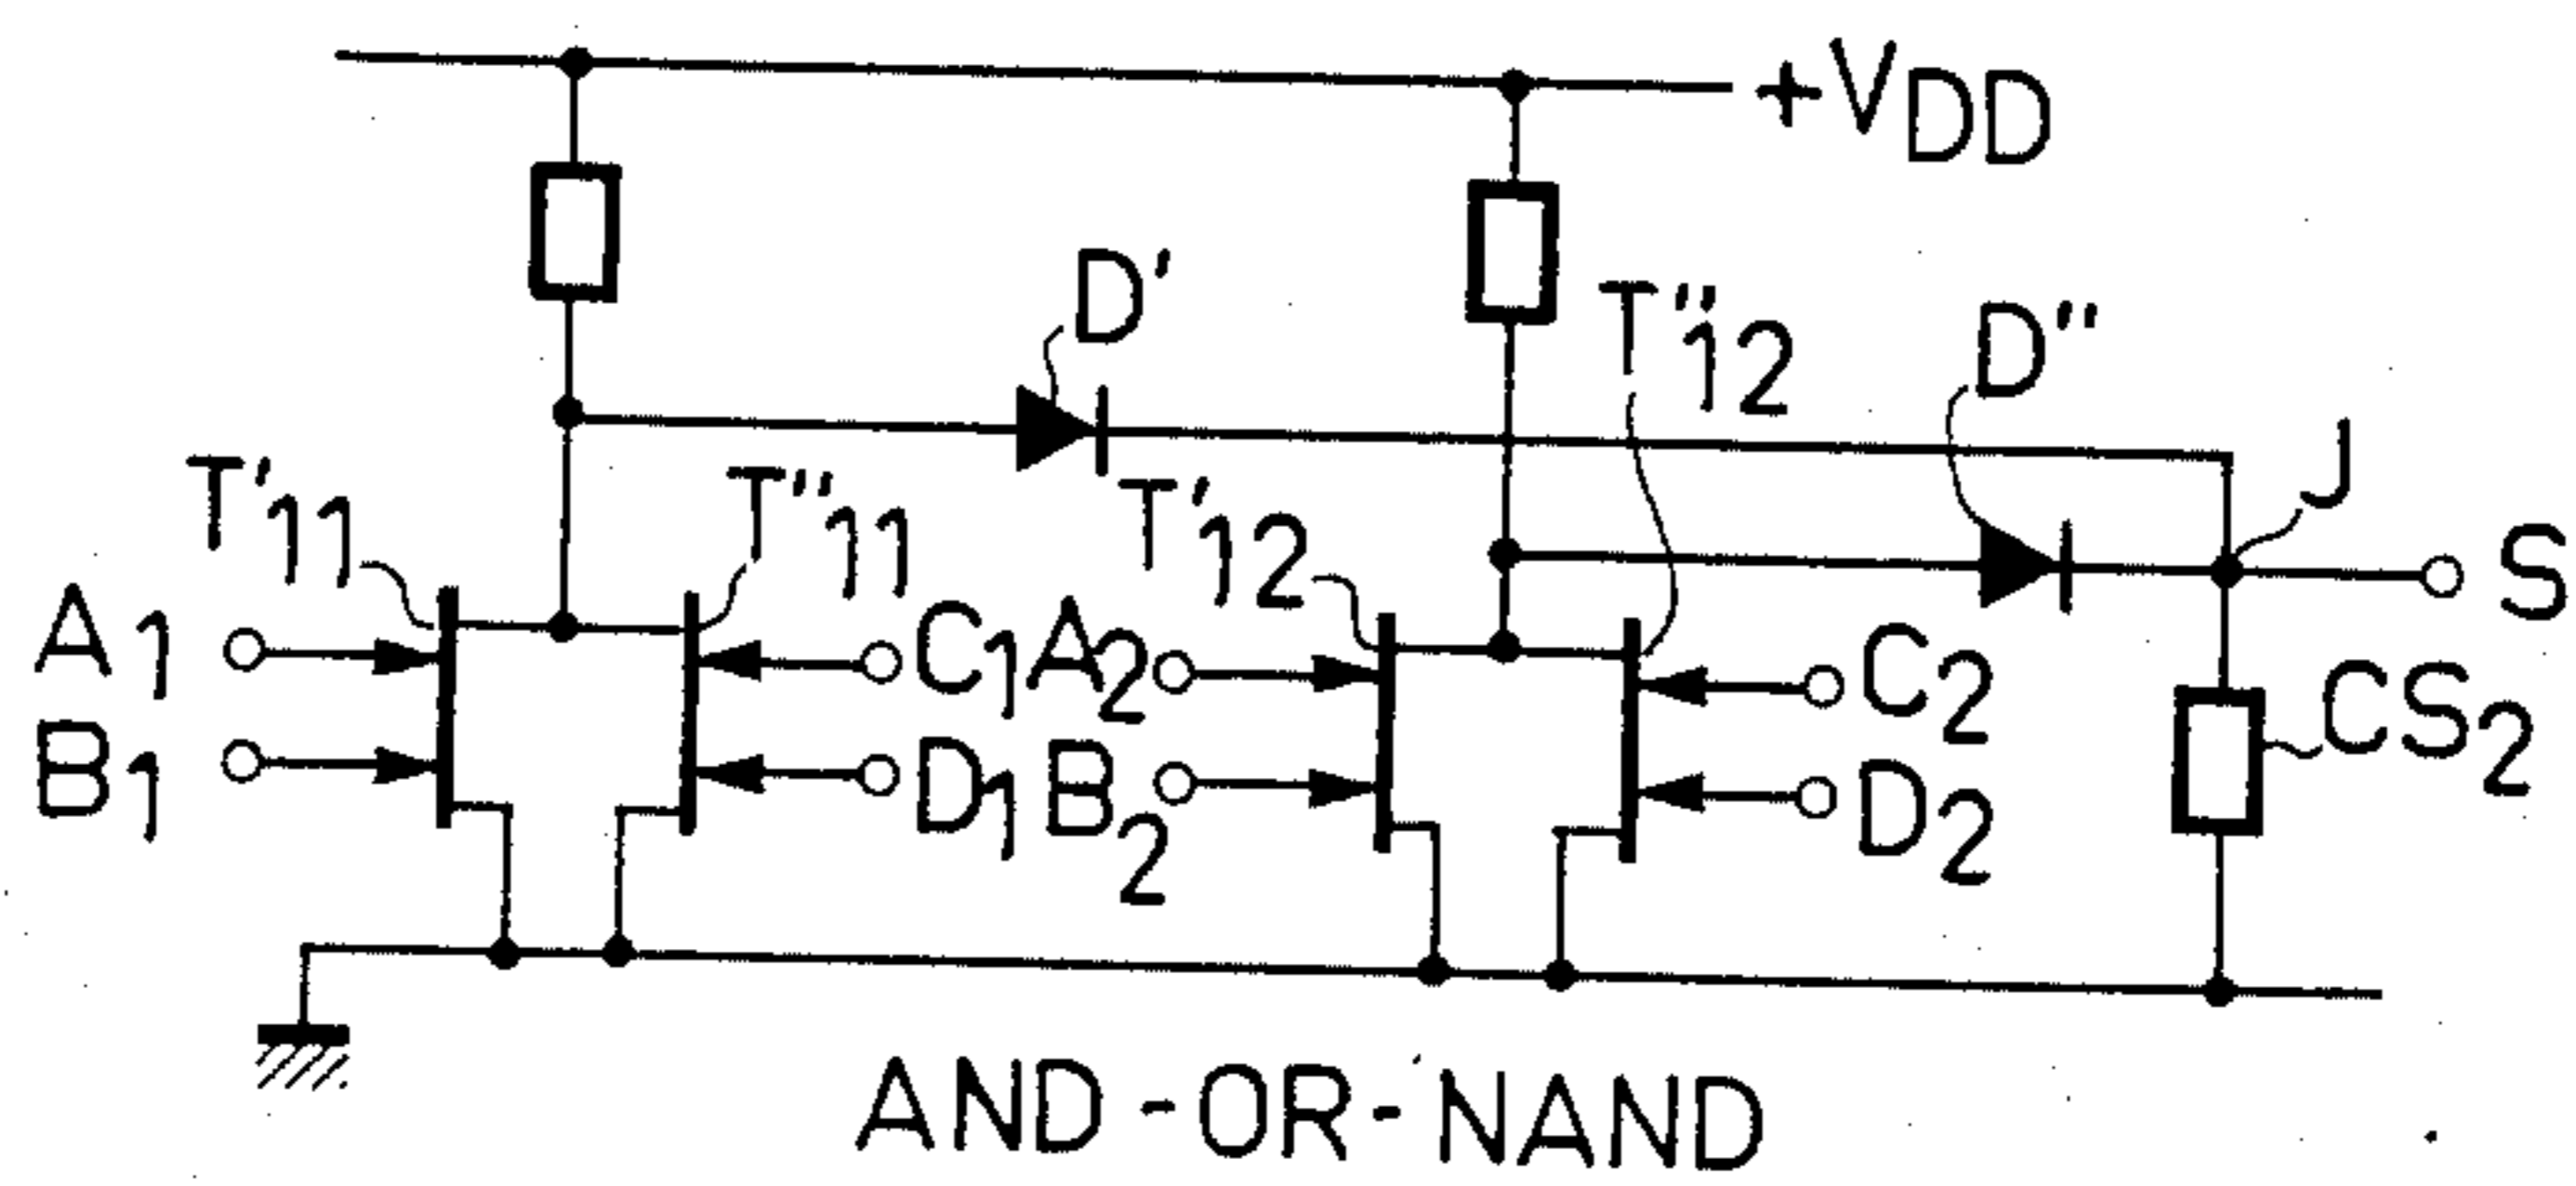 +VDD
D'
T"12
D"
J
T'11
T"11
T'12
S
A1
C1
A2
C2
CS2
B1
D1
B2
D2
AND-OR-NAND